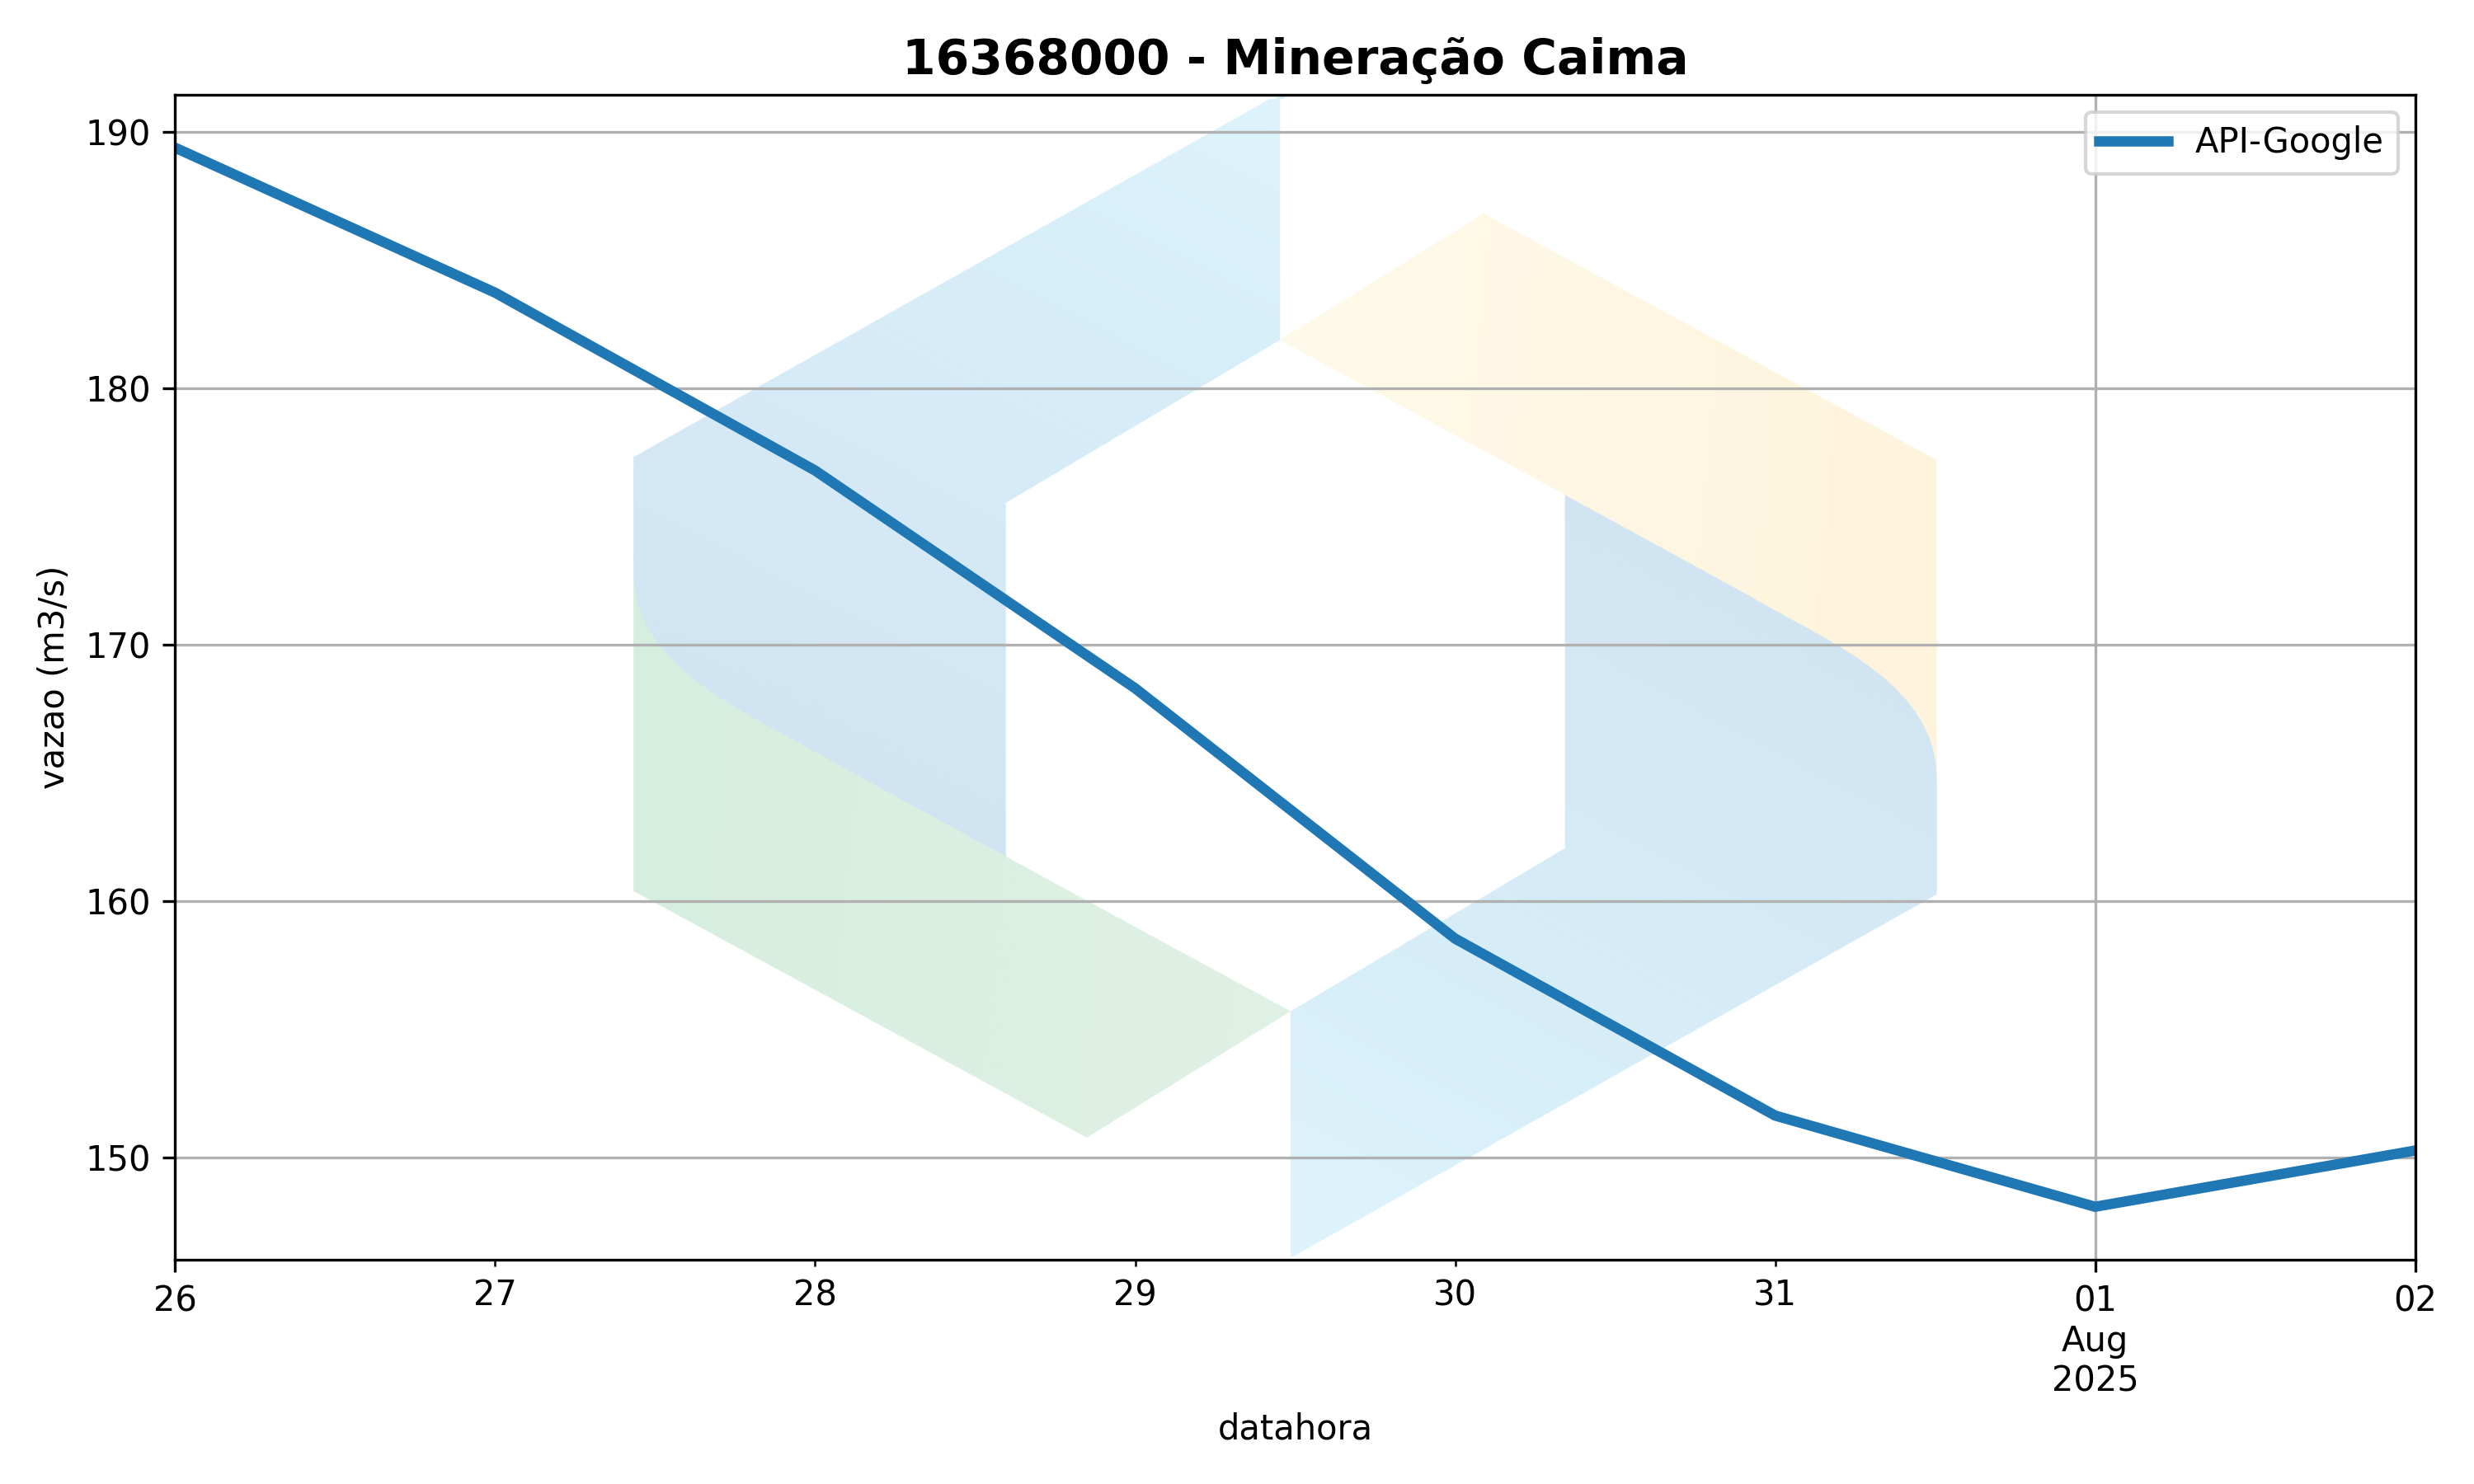 16368000 - Mineração Caima
API-Google
190
180
170
160
150
vazao (m3/s)
26 27 28 29 30 31 01 02
Aug
2025
datahora